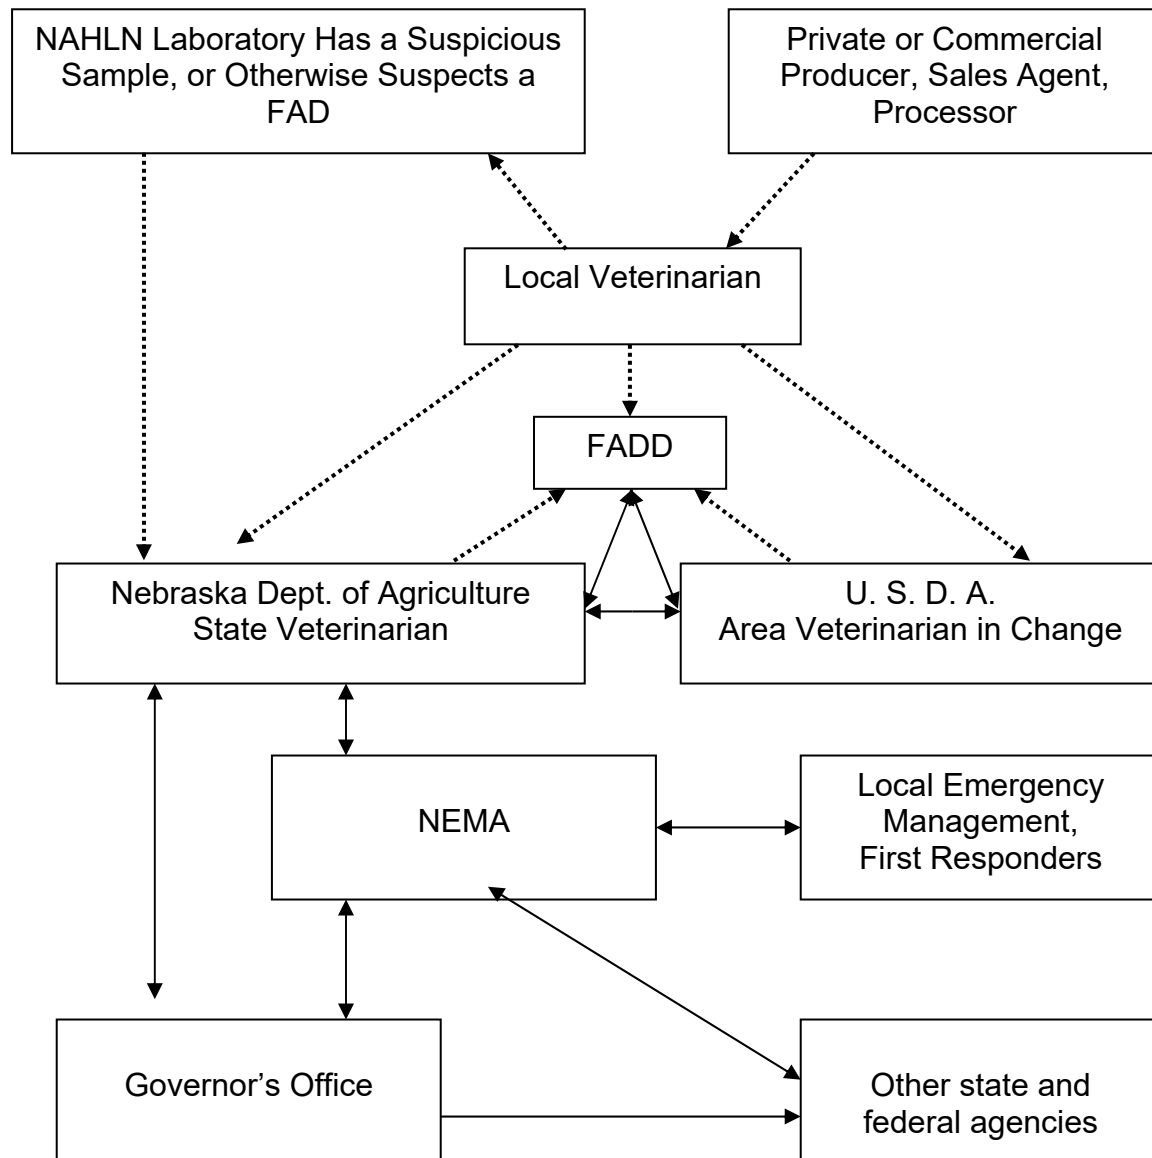 NAHLN Laboratory Has a Suspicious
Sample, or Otherwise Suspects a
FAD
Private or Commercial
Producer, Sales Agent,
Processor
Local Veterinarian
FADD
Nebraska Dept. of Agriculture
State Veterinarian
U. S. D. A.
Area Veterinarian in Change
NEMA
Local Emergency
Management,
First Responders
Governor’s Office
Other state and
federal agencies